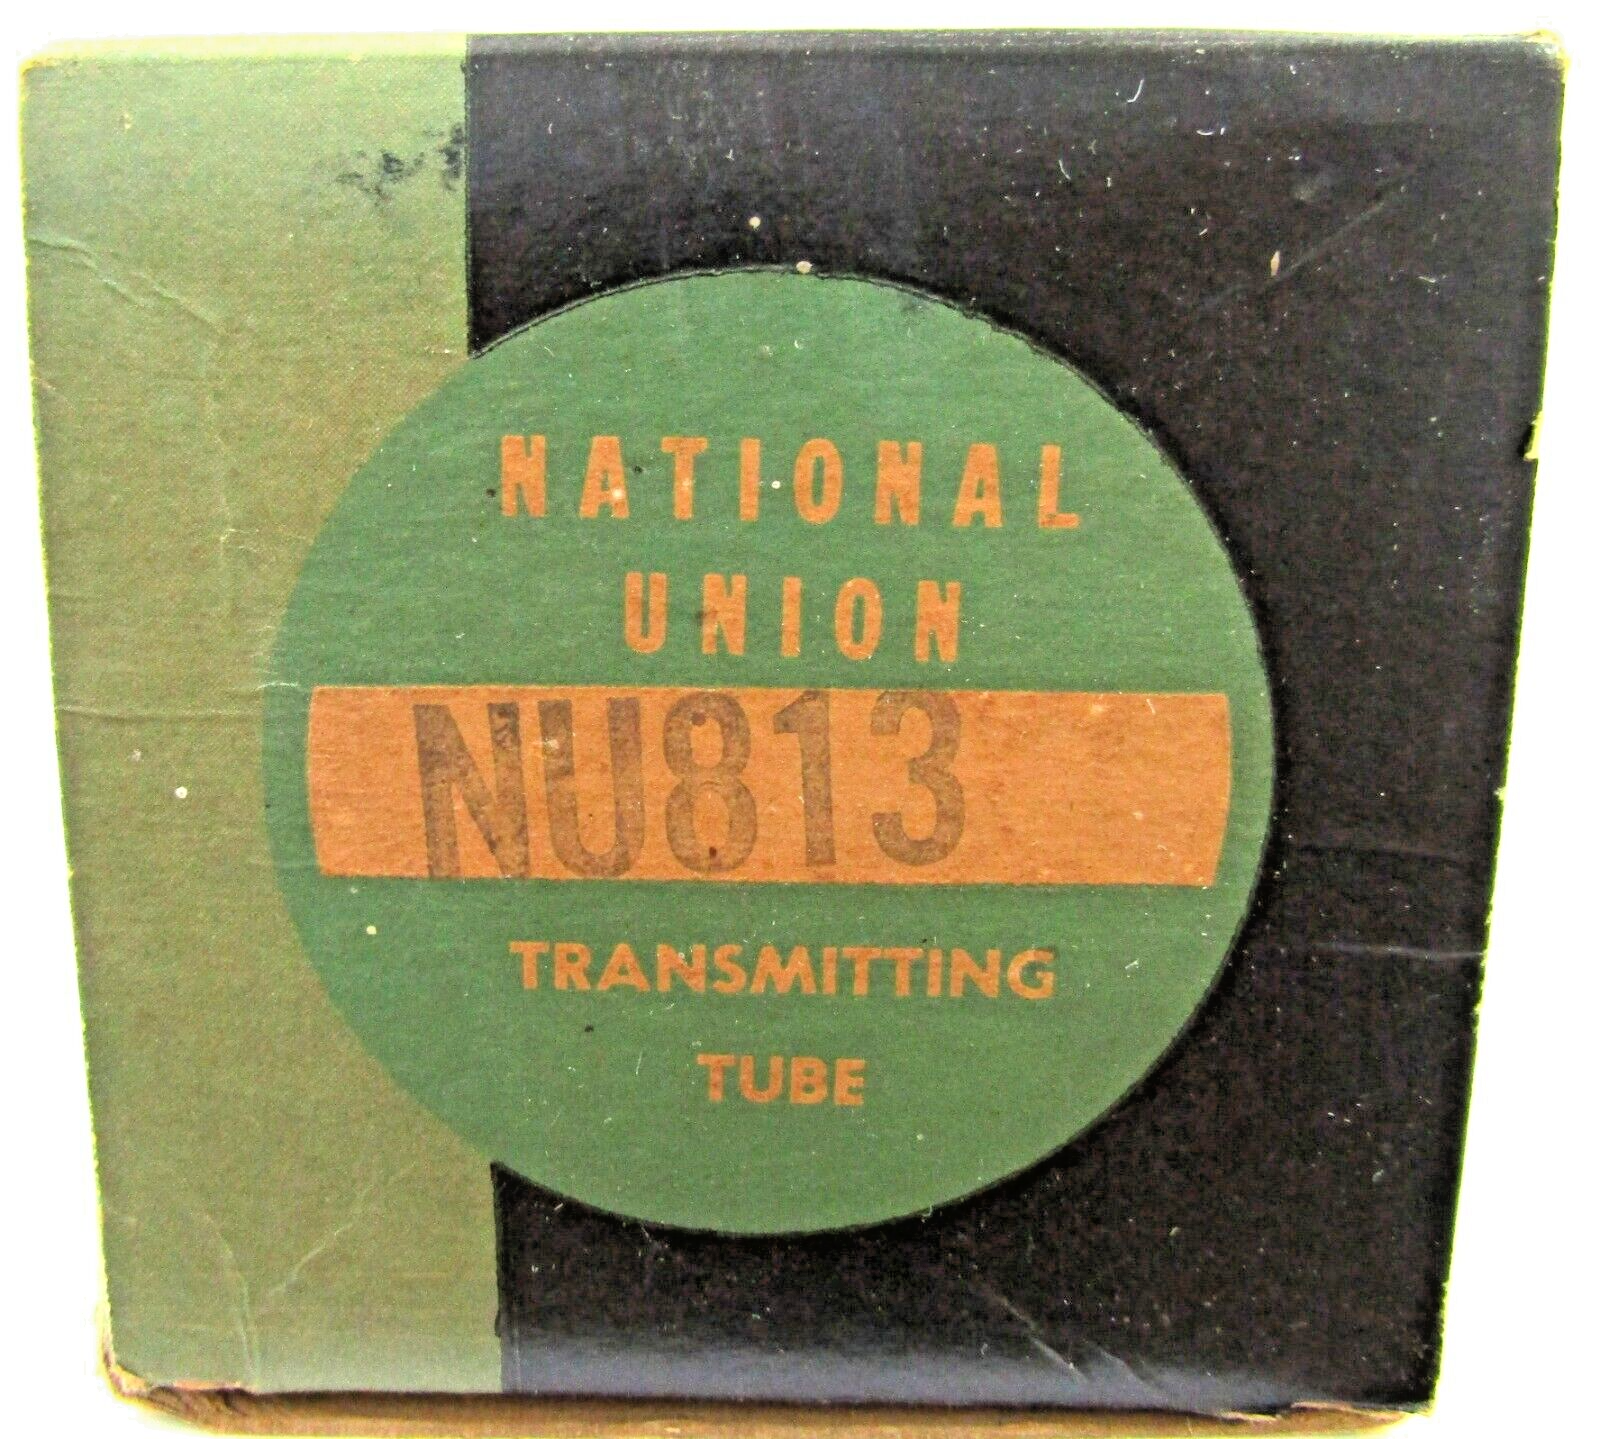 NATIONAL
UNION
NU813
TRANSMITTING
TUBE